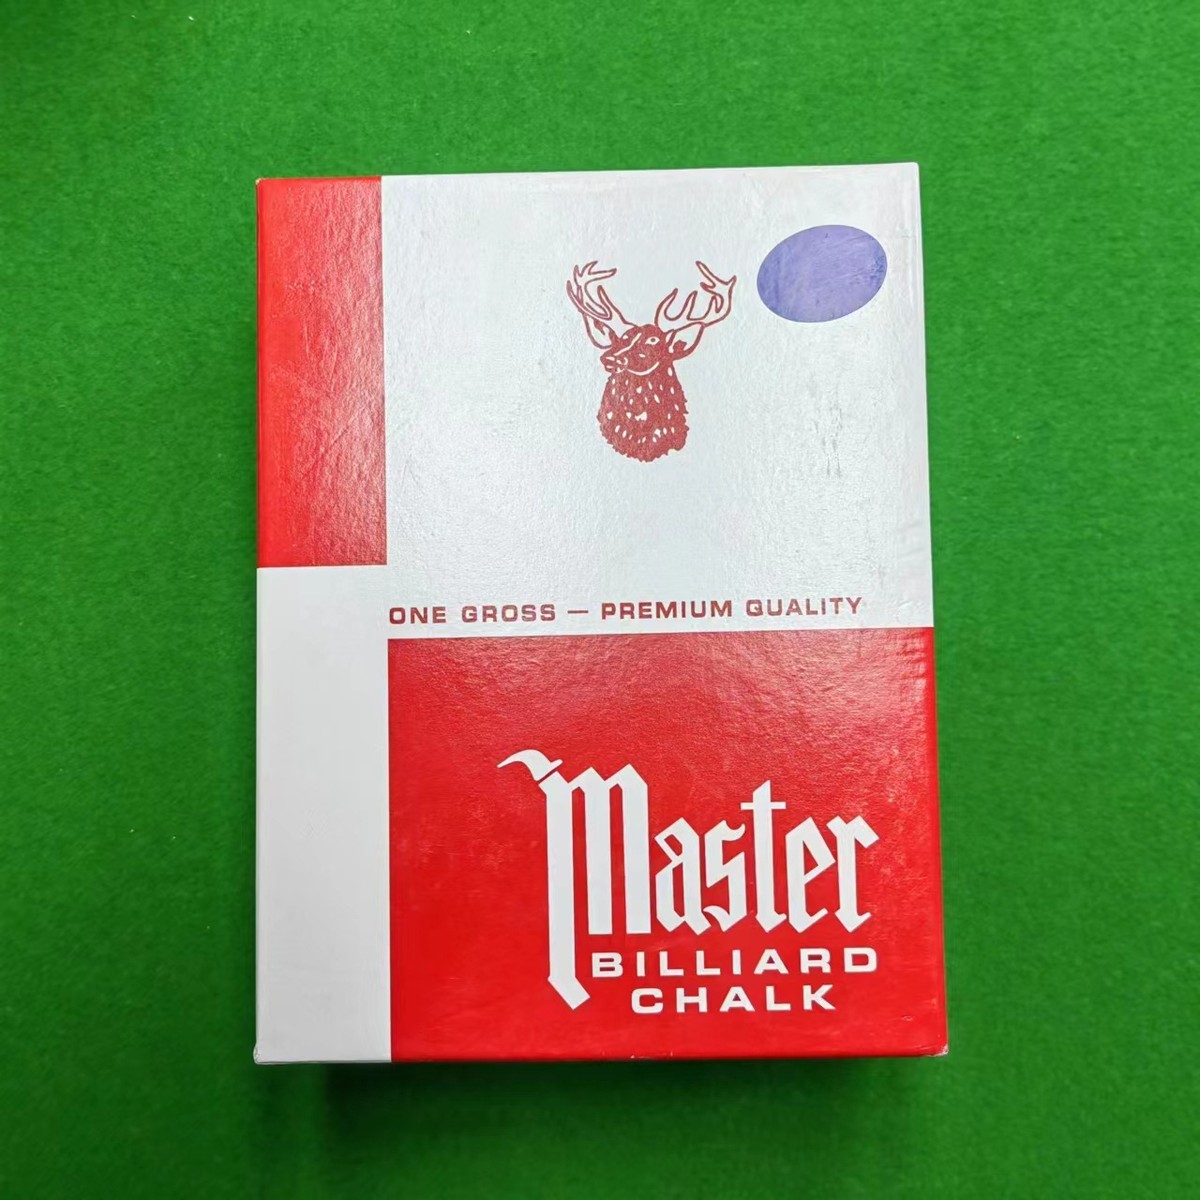 ONE GROSS — PREMIUM QUALITY
Master
BILLIARD
CHALK